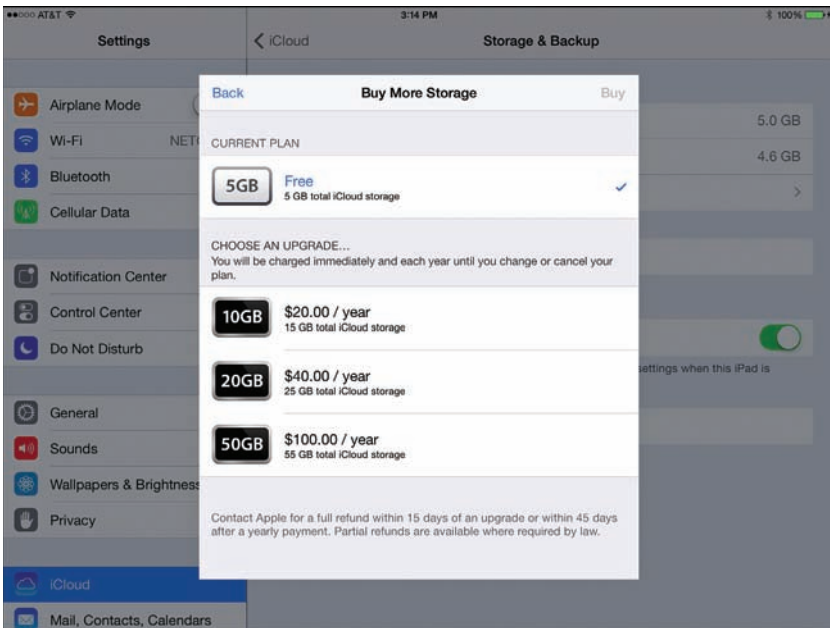 AT&T
3:14 PM
100%
Settings
iCloud
Storage & Backup
Airplane Mode
Wi-Fi
Bluetooth
Cellular Data
Notification Center
Control Center
Do Not Disturb
General
Sounds
Wallpapers & Brightness
Privacy
iCloud
Mail, Contacts, Calendars
Back
Buy More Storage
Buy
CURRENT PLAN
5GB
Free
5 GB total iCloud storage
CHOOSE AN UPGRADE...
You will be charged immediately and each year until you change or cancel your
plan.
10GB
$20.00 / year
15 GB total iCloud storage
20GB
$40.00 / year
25 GB total iCloud storage
50GB
$100.00 / year
55 GB total iCloud storage
Contact Apple for a full refund within 15 days of an upgrade or within 45 days
after a yearly payment. Partial refunds are available where required by law.
5.0 GB
4.6 GB
settings when this iPad is